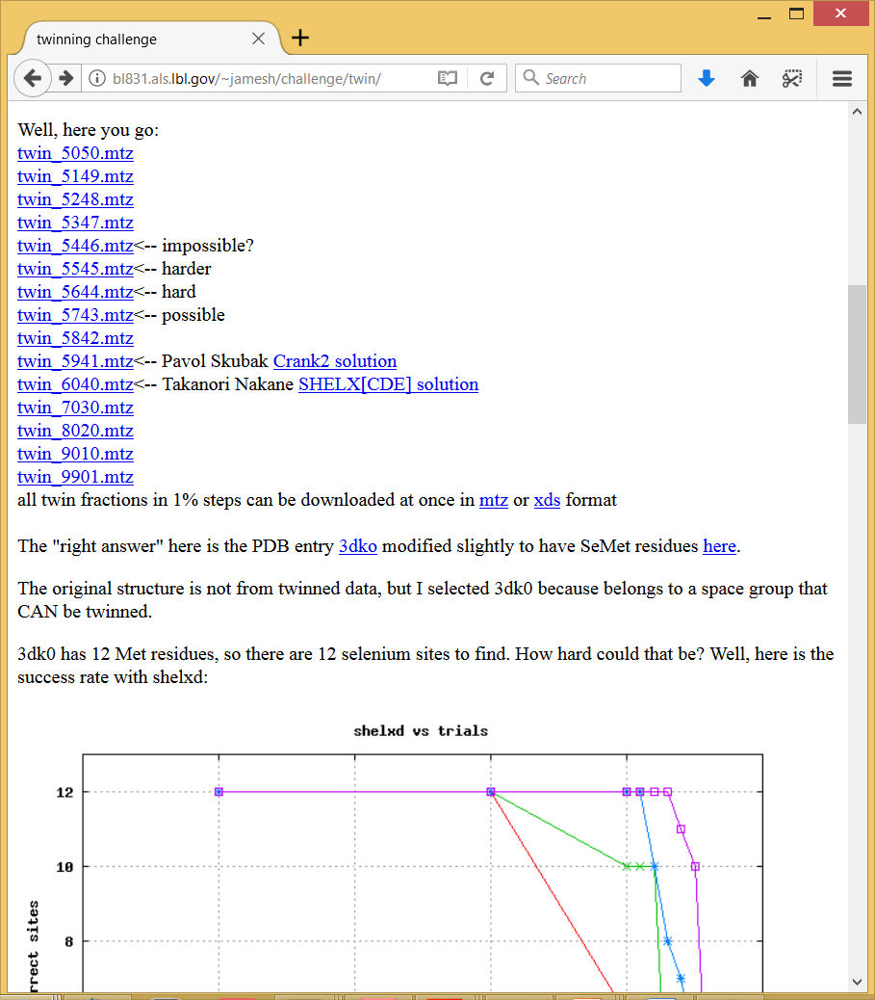 twinning challenge
bl831.als.lbl.gov/~jamesh/challenge/twin/
Search
Well, here you go:
twin_5050.mtz
twin_5149.mtz
twin_5248.mtz
twin_5347.mtz
twin_5446.mtz<-- impossible?
twin_5545.mtz<-- harder
twin_5644.mtz<-- hard
twin_5743.mtz<-- possible
twin_5842.mtz
twin_5941.mtz<-- Pavol Skubak Crank2 solution
twin_6040.mtz<-- Takanori Nakane SHELX[CDE] solution
twin_7030.mtz
twin_8020.mtz
twin_9010.mtz
twin_9901.mtz
all twin fractions in 1% steps can be downloaded at once in mtz or xds format
The "right answer" here is the PDB entry 3dko modified slightly to have SeMet residues here.
The original structure is not from twinned data, but I selected 3dk0 because belongs to a space group that
CAN be twinned.
3dk0 has 12 Met residues, so there are 12 selenium sites to find. How hard could that be? Well, here is the
success rate with shelxd:
shelxd vs trials
12
10
8
rrect sites